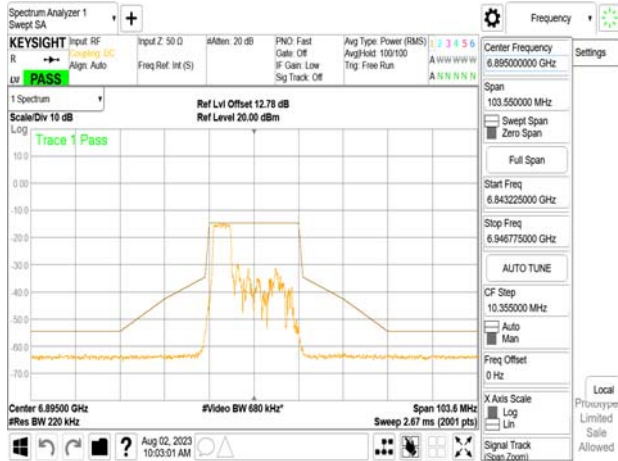 Spectrum Analyzer 1
Swept SA
+
Frequency
KEYSIGHT
R
LVI PASS
Input: RF
Coupling: DC
Align: Auto
Input Z: 50 Ω
Freq Ref: Int (S)
#Atten: 20 dB
PNO: Fast
Gate: Off
IF Gain: Low
Sig Track: Off
Avg Type: Power (RMS)
Avg|Hold: 100/100
Trig: Free Run
1 2 3 4 5 6
A W W W W W
A N N N N N
Center Frequency
6.895000000 GHz
Settings
Span
103.550000 MHz
Swept Span
Zero Span
Full Span
Start Freq
6.843225000 GHz
Stop Freq
6.946775000 GHz
AUTO TUNE
CF Step
10.355000 MHz
Auto
Man
Freq Offset
0 Hz
X Axis Scale
Log
Lin
Signal Track
(Span Zoom)
Local
Prototype
Limited
Sale
Allowed
1 Spectrum
Scale/Div 10 dB
Ref Lvl Offset 12.78 dB
Ref Level 20.00 dBm
Log
Trace 1 Pass
10.0
0.00
-10.0
-20.0
-30.0
-40.0
-50.0
-60.0
-70.0
Center 6.89500 GHz
#Res BW 220 kHz
#Video BW 680 kHz*
Span 103.6 MHz
Sweep 2.67 ms (2001 pts)
?
Aug 02, 2023
10:03:01 AM